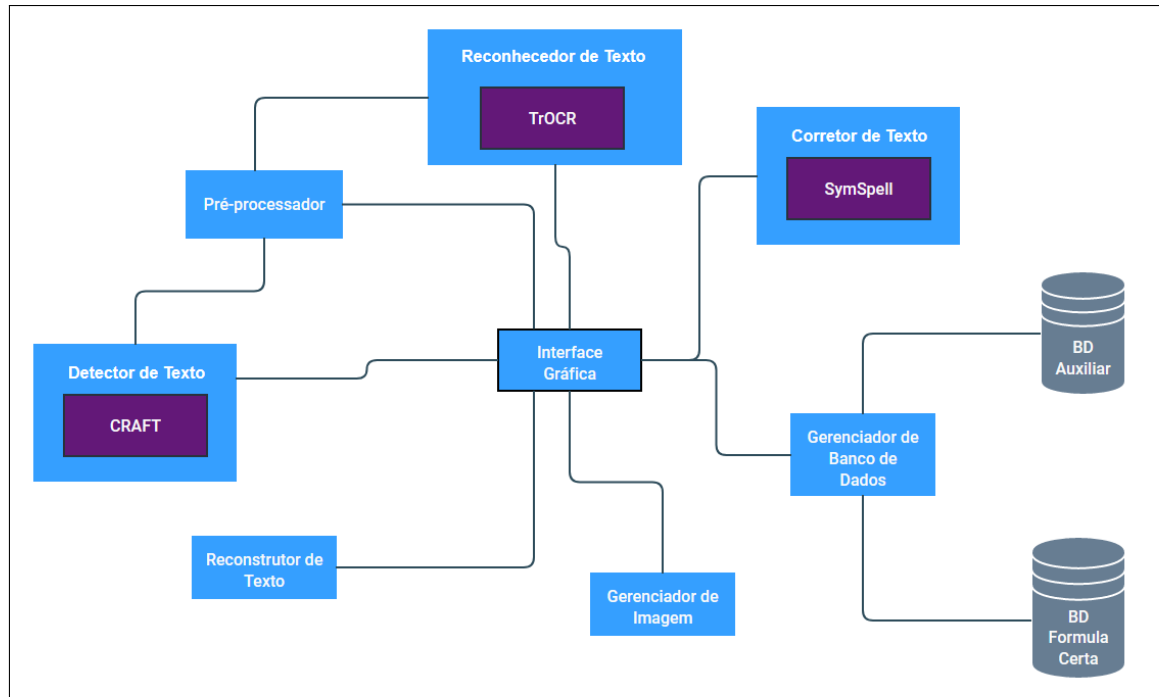 Reconhecedor de Texto
TrOCR
Corretor de Texto
SymSpell
Pré-processador
Interface
Gráfica
BD
Auxiliar
Detector de Texto
CRAFT
Gerenciador de
Banco de
Dados
Reconstrutor de
Texto
Gerenciador de
Imagem
BD
Formula
Certa